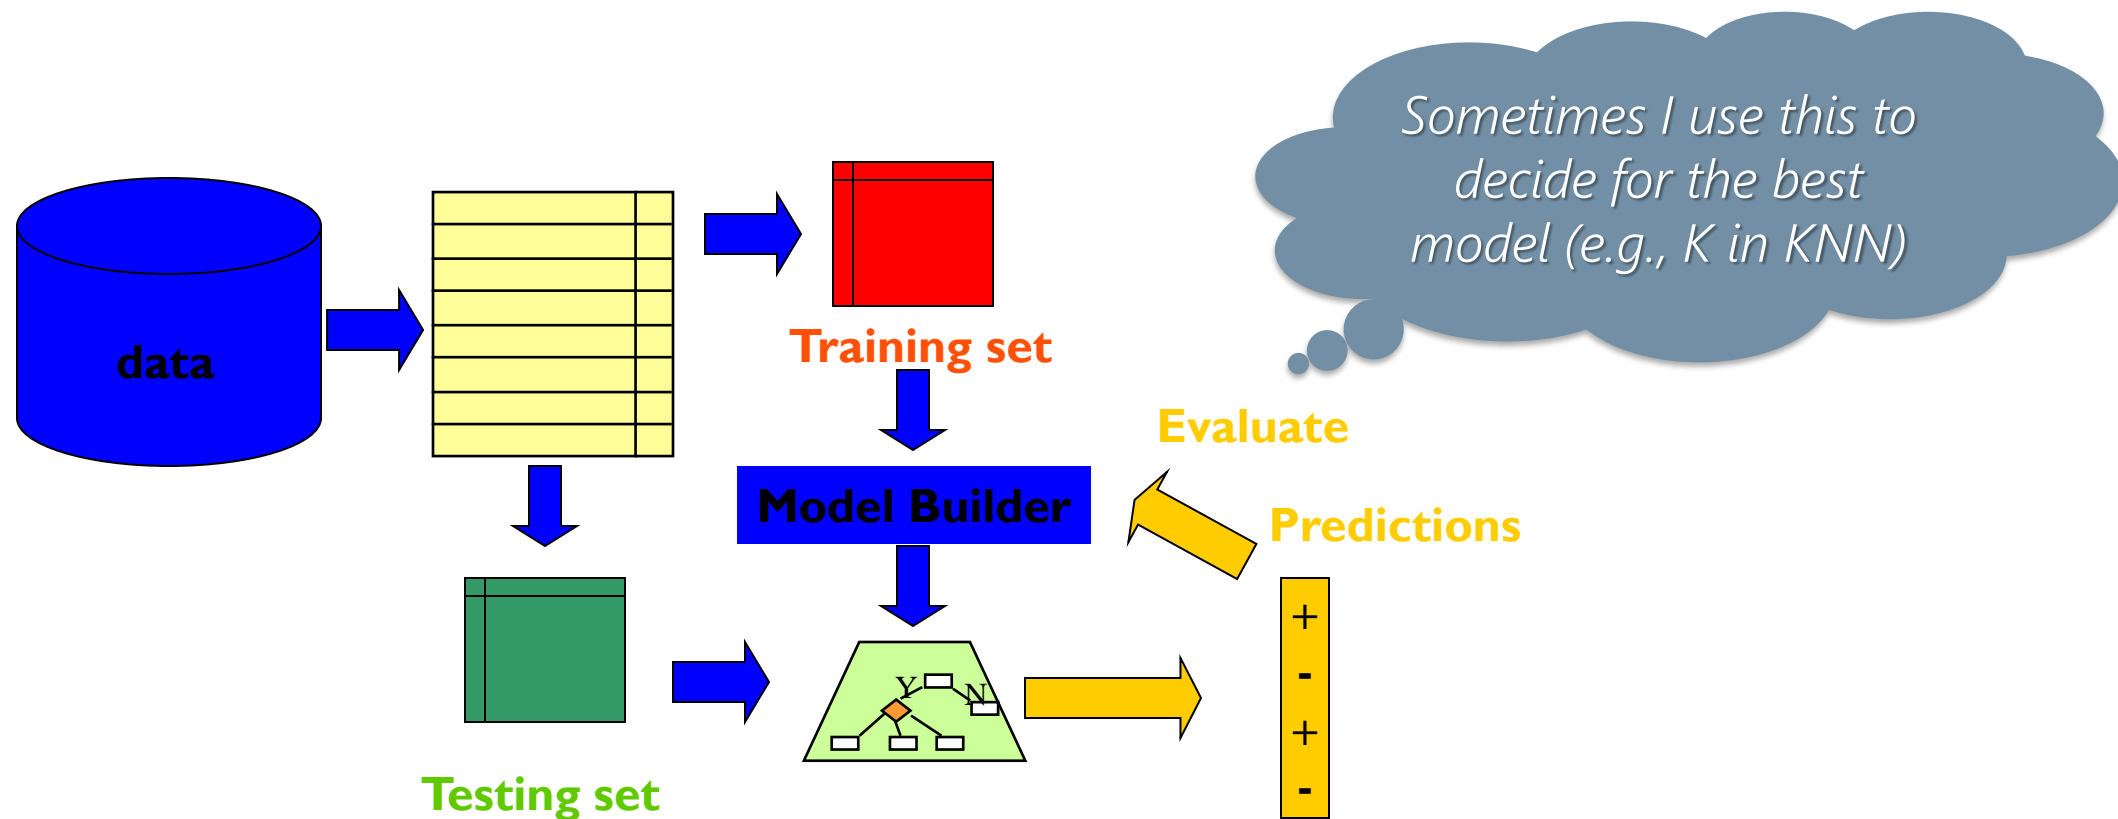 Sometimes I use this to
decide for the best
model (e.g., K in KNN)
data
Training set
Evaluate
Model Builder
Predictions
Y
N
+
-
+
-
Testing set